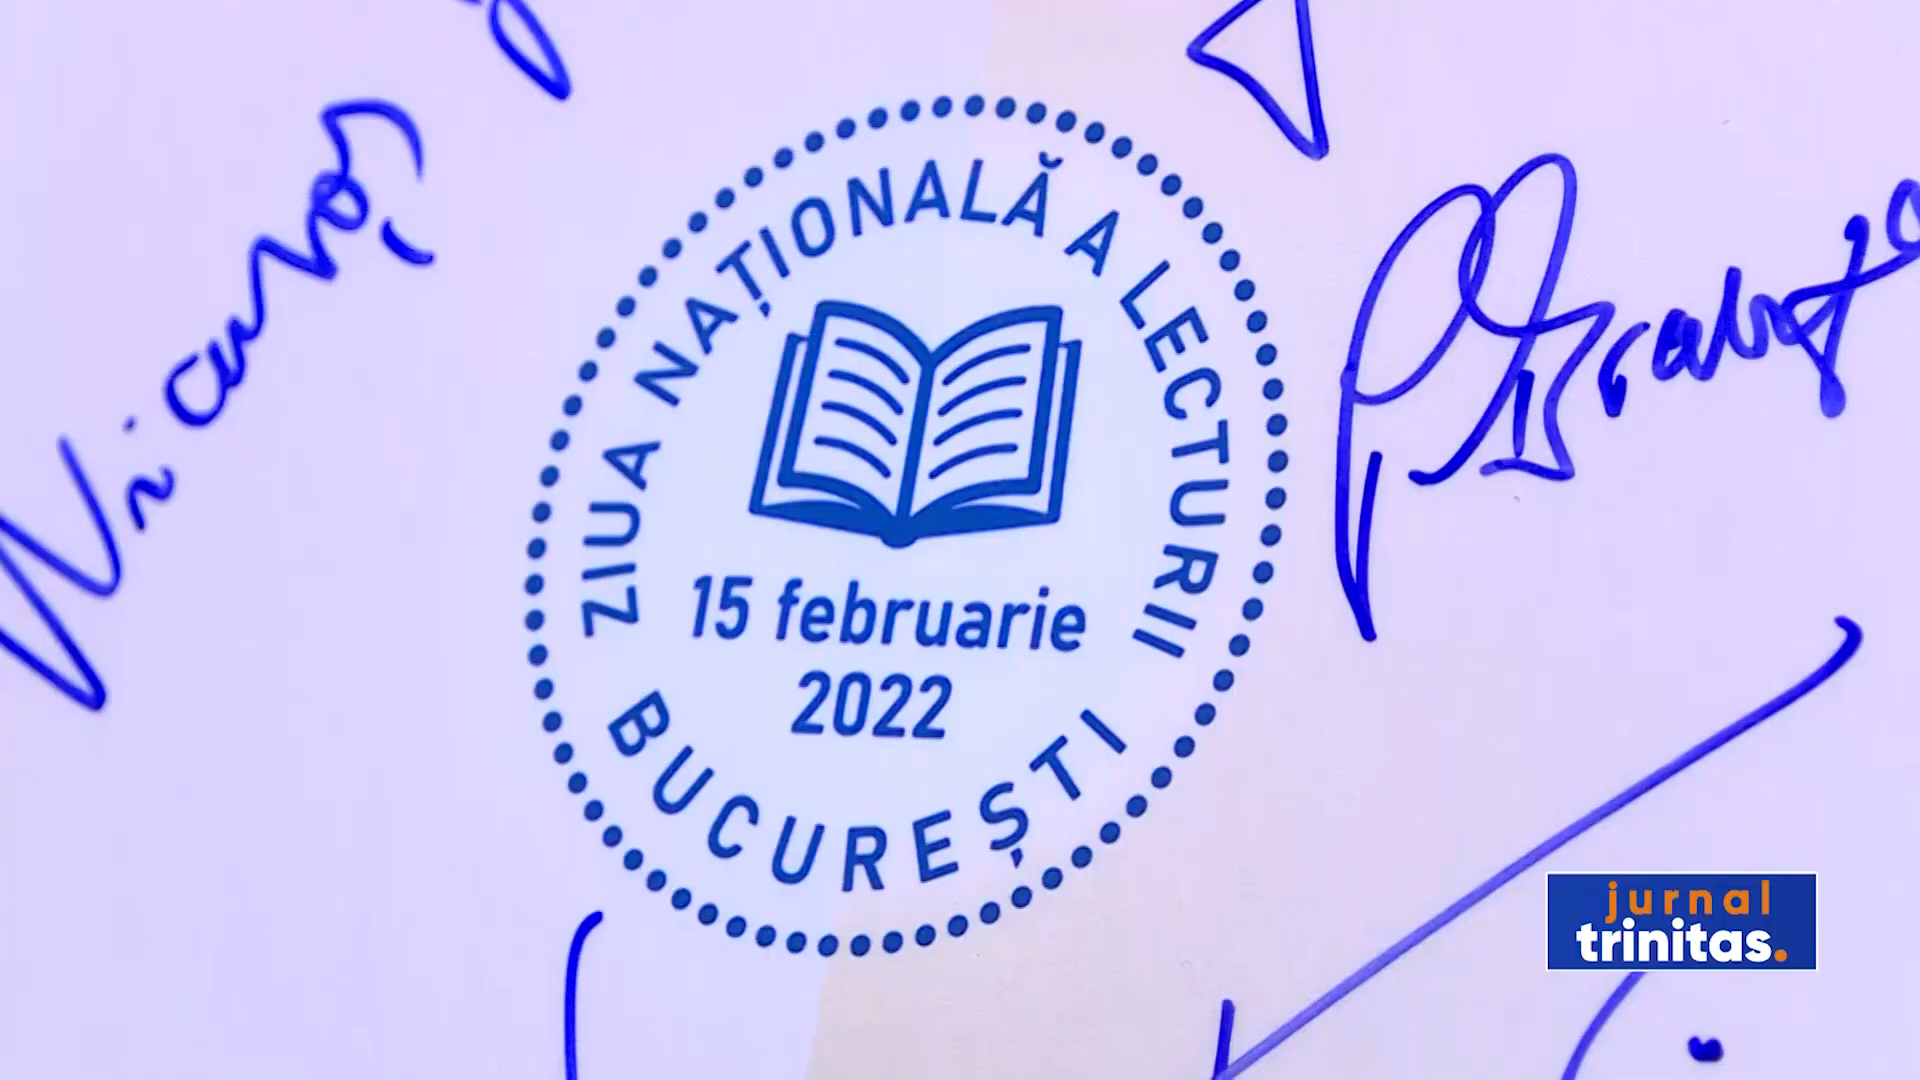 ZIUA NAȚIONALĂ A LECTURII
15 februarie
2022
BUCUREȘTI
jurnal
trinitas.